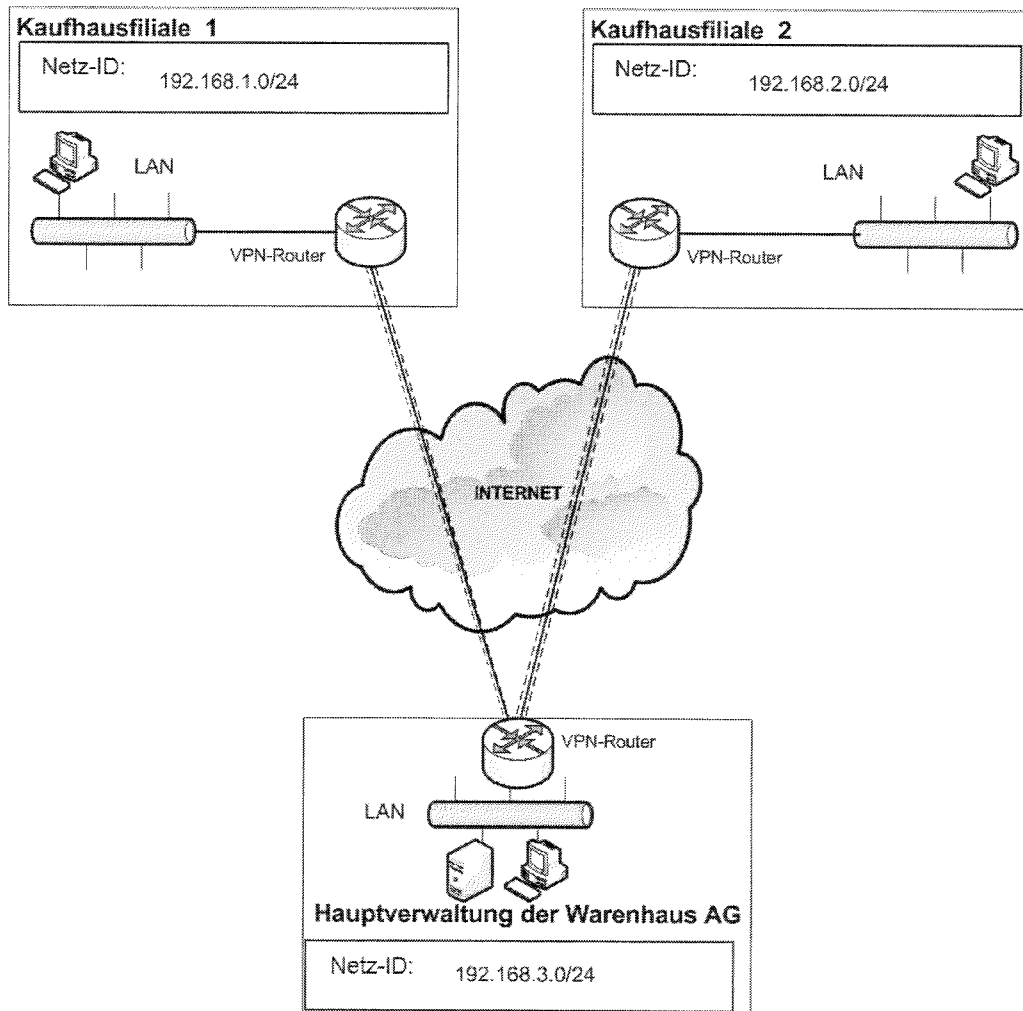 Kaufhausfiliale 1
Netz-ID: 192.168.1.0/24
LAN
VPN-Router
Kaufhausfiliale 2
Netz-ID: 192.168.2.0/24
LAN
VPN-Router
INTERNET
VPN-Router
LAN
Hauptverwaltung der Warenhaus AG
Netz-ID: 192.168.3.0/24